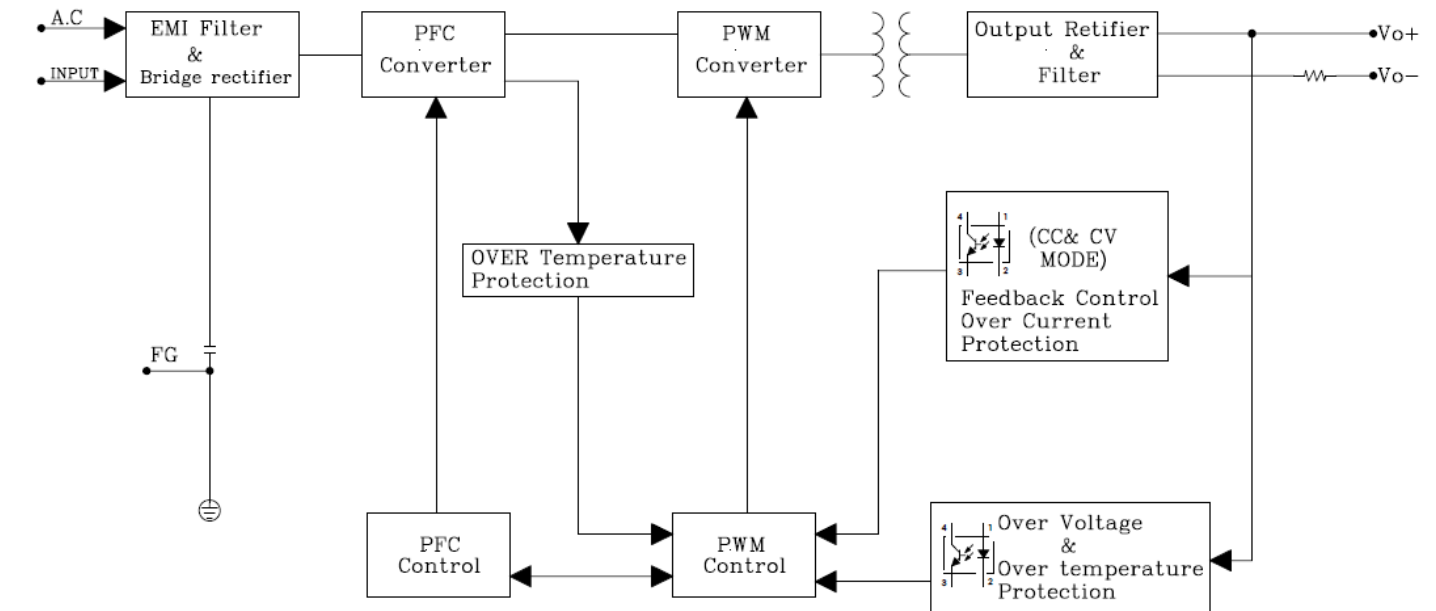 A.C
INPUT
EMI Filter
&
Bridge rectifier
PFC
Converter
PWM
Converter
Output Retifier
&
Filter
Vo+
Vo-
OVER Temperature
Protection
4 1
3 2
(CC& CV
MODE)
Feedback Control
Over Current
Protection
FG
PFC
Control
PWM
Control
4 1
3 2
Over Voltage
&
Over temperature
Protection